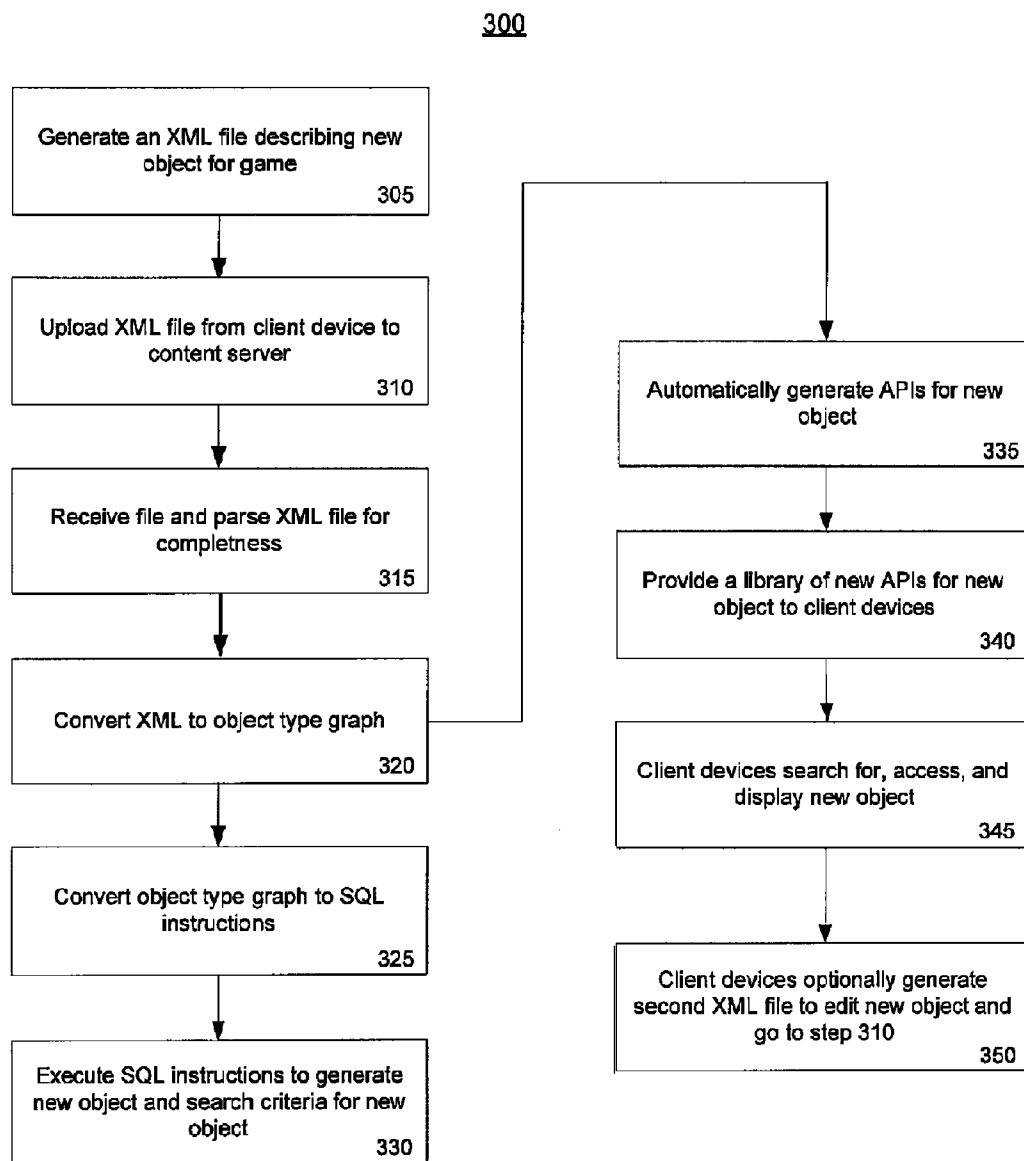 300
Generate an XML file describing new
object for game
305
Upload XML file from client device to
content server
310
Receive file and parse XML file for
completness
315
Convert XML to object type graph
320
Convert object type graph to SQL
instructions
325
Execute SQL instructions to generate
new object and search criteria for new
object
330
Automatically generate APIs for new
object
335
Provide a library of new APIs for new
object to client devices
340
Client devices search for, access, and
display new object
345
Client devices optionally generate
second XML file to edit new object and
go to step 310
350